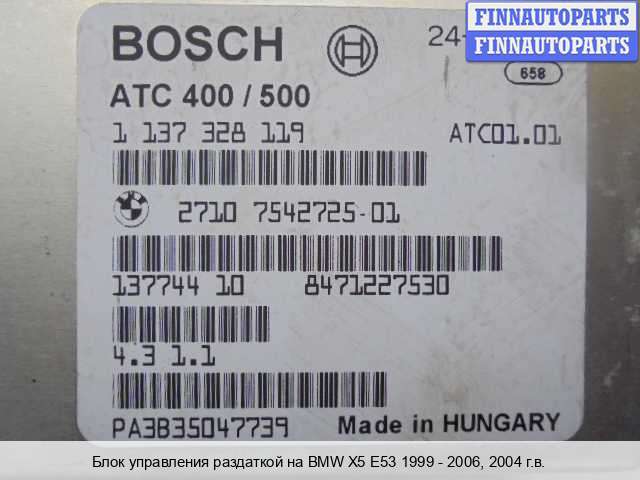 BOSCH
24-
FINNAUTOPARTS
FINNAUTOPARTS
658
ATC 400 / 500
1 137 328 119 ATC01.01
2710 7542725-01
137744 10 8471227530
4.3 1.1
PA3B35047739 Made in HUNGARY
Блок управления раздаткой на BMW X5 E53 1999 - 2006, 2004 г.в.